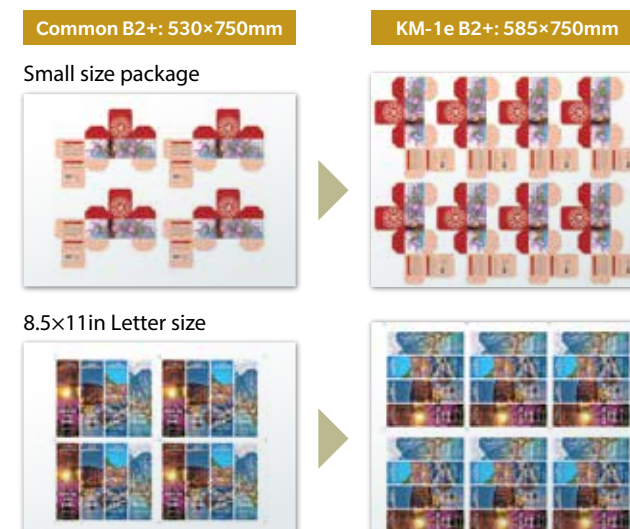 Common B2+: 530×750mm
KM-1e B2+: 585×750mm
Small size package
8.5×11in Letter size